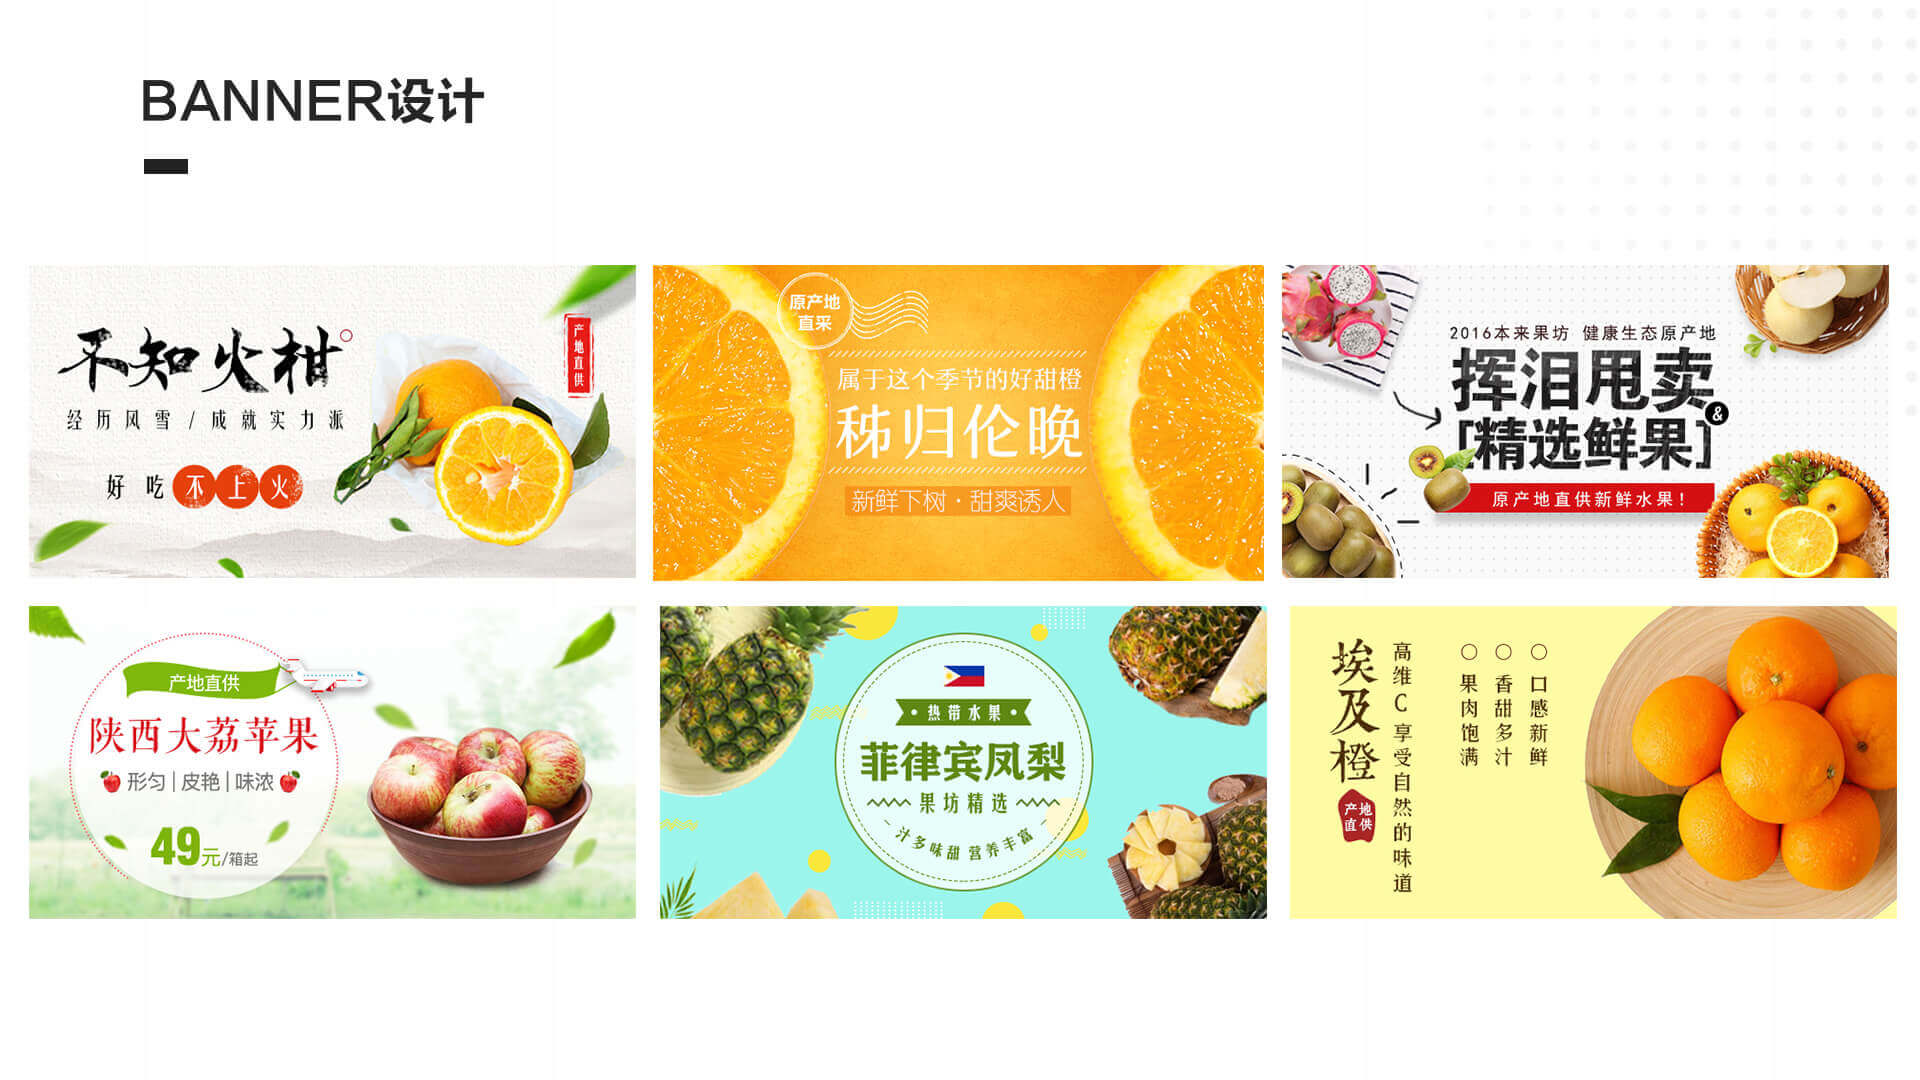 BANNER设计
不知火柑
经历风雪/成就实力派
好吃不上火
产地直供
原产地
直采
属于这个季节的好甜橙
秭归伦晚
新鲜下树·甜爽诱人
2016本来果坊 健康生态原产地
挥泪甩卖
&
[精选鲜果]
原产地直供新鲜水果!
产地直供
陕西大荔苹果
形匀|皮艳|味浓
49元/箱起
热带水果
菲律宾凤梨
果坊精选
汁多味甜 营养丰富
埃及橙
产地
直供
高维C享受自然的味道
果肉饱满
香甜多汁
口感新鲜